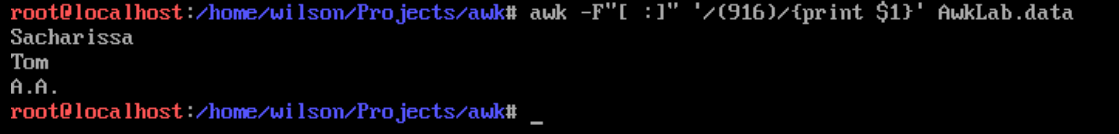 root@localhost:/home/wilson/Projects/awk# awk -F"[ :]" '/(916)/{print $1}' AwkLab.data
Sacharissa
Tom
A.A.
root@localhost:/home/wilson/Projects/awk# _